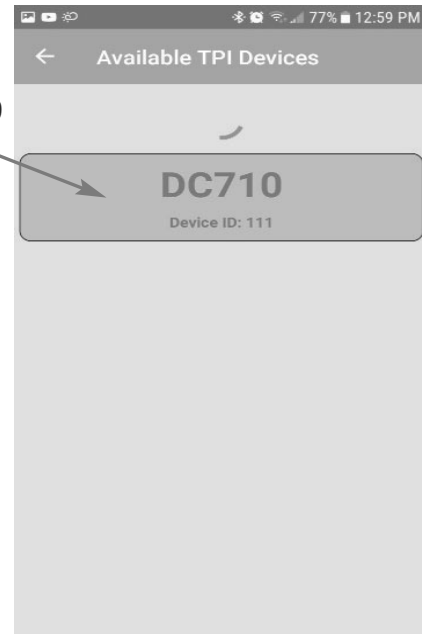 77% 12:59 PM
Available TPI Devices
)
DC710
Device ID: 111